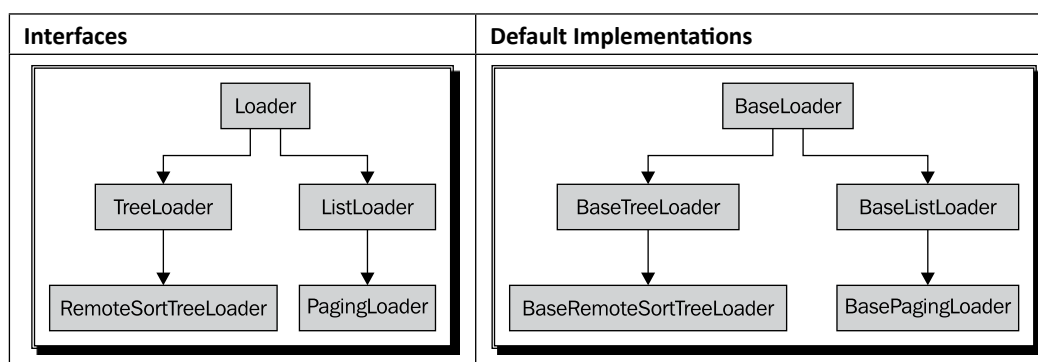 Interfaces
Default Implementations
Loader
TreeLoader
ListLoader
RemoteSortTreeLoader
PagingLoader
BaseLoader
BaseTreeLoader
BaseListLoader
BaseRemoteSortTreeLoader
BasePagingLoader